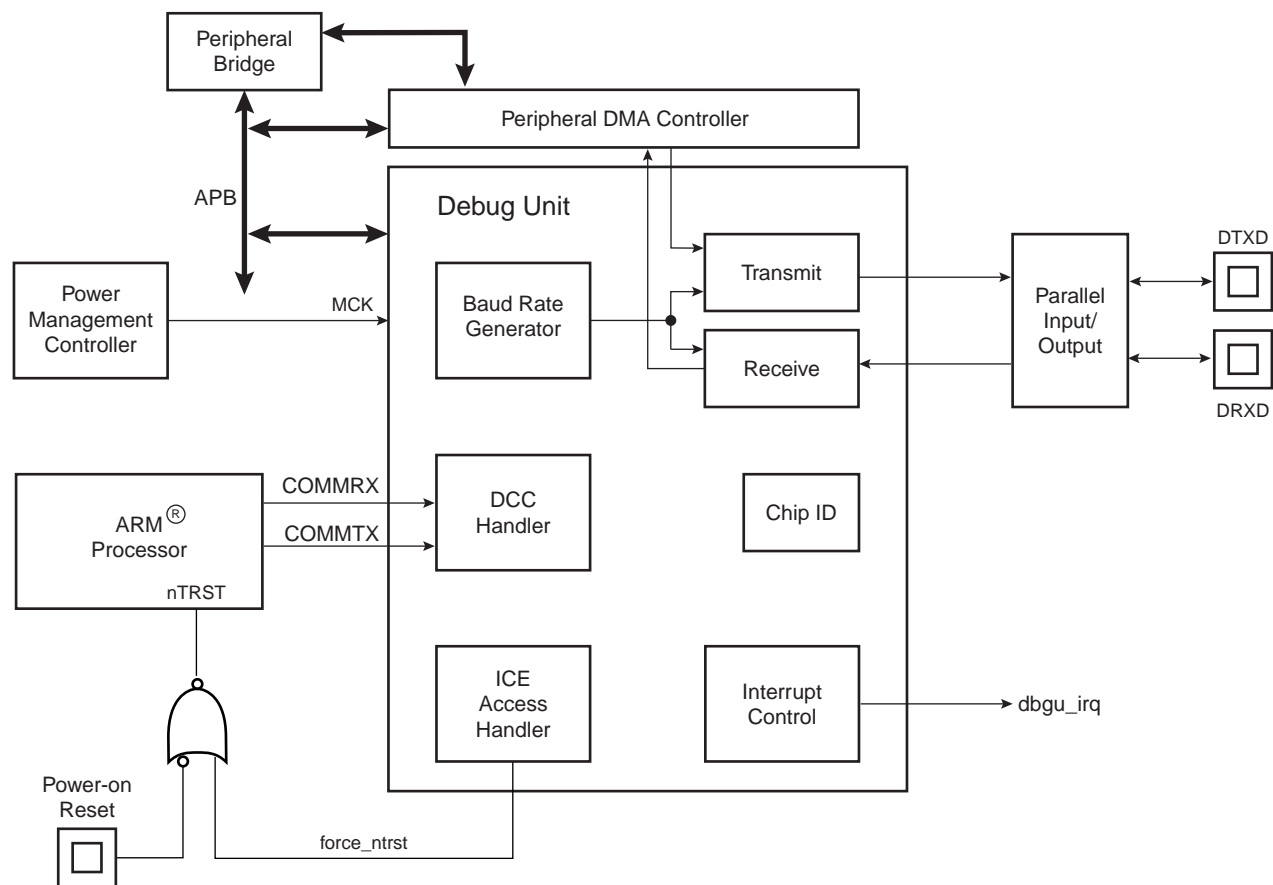 Peripheral
Bridge
Peripheral DMA Controller
APB
Debug Unit
DTXD
Transmit
Power
Management
Controller
MCK
Baud Rate
Generator
Parallel
Input/
Output
Receive
DRXD
COMMRX
ARM®
Processor
COMMTX
DCC
Handler
Chip ID
nTRST
ICE
Access
Handler
Interrupt
Control
dbgu_irq
Power-on
Reset
force_ntrst